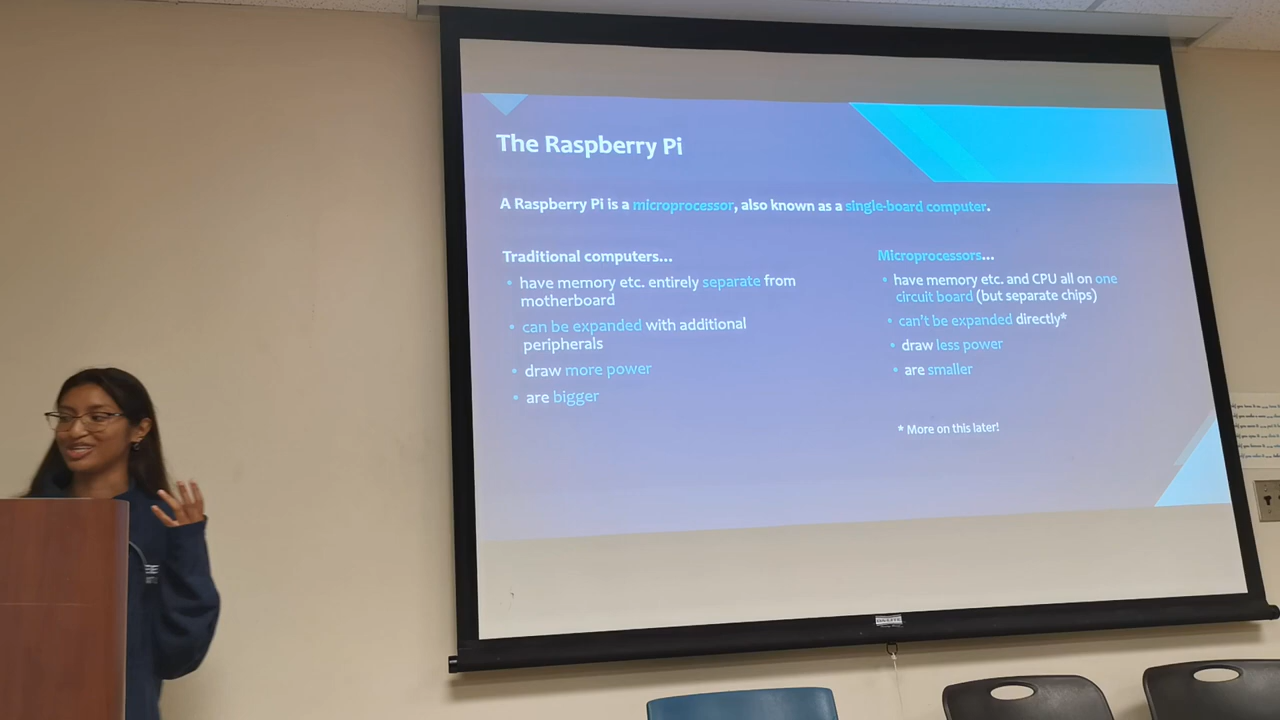 The Raspberry Pi
A Raspberry Pi is a microprocessor, also known as a single-board computer.
Traditional computers...
• have memory etc. entirely separate from
motherboard
• can be expanded with additional
peripherals
• draw more power
• are bigger
Microprocessors...
• have memory etc. and CPU all on one
circuit board (but separate chips)
• can't be expanded directly*
• draw less power
• are smaller
* More on this later!